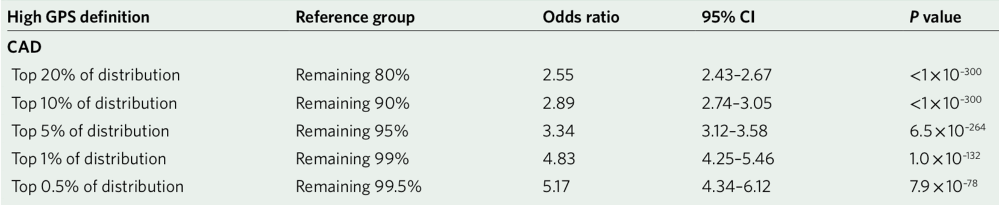 High GPS definition Reference group Odds ratio 95% CI P value
CAD
Top 20% of distribution Remaining 80% 2.55 2.43–2.67 <1×10⁻³⁰⁰
Top 10% of distribution Remaining 90% 2.89 2.74–3.05 <1×10⁻³⁰⁰
Top 5% of distribution Remaining 95% 3.34 3.12–3.58 6.5×10⁻²⁶⁴
Top 1% of distribution Remaining 99% 4.83 4.25–5.46 1.0×10⁻¹³²
Top 0.5% of distribution Remaining 99.5% 5.17 4.34–6.12 7.9×10⁻⁷⁸